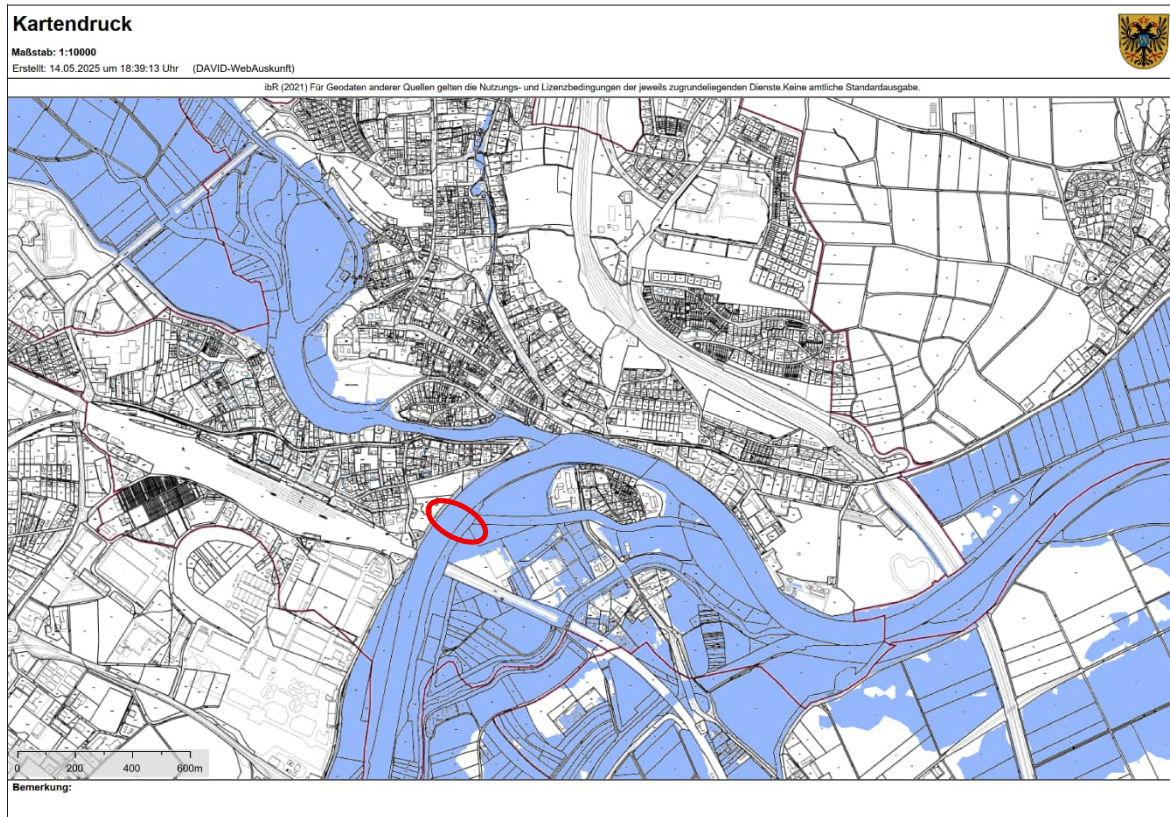 Kartendruck
Maßstab: 1:10000
Erstellt: 14.05.2025 um 18:39:13 Uhr (DAVID-WebAuskunft)
ibR (2021) Für Geodaten anderer Quellen gelten die Nutzungs- und Lizenzbedingungen der jeweils zugrundeliegenden Dienste.Keine amtliche Standardausgabe.
0 200 400 600m
Bemerkung: